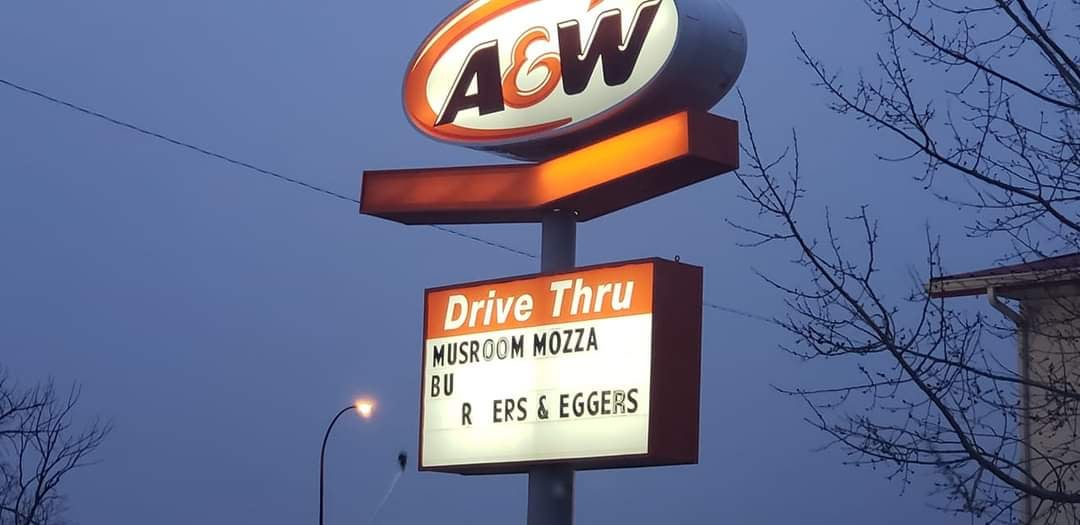 A&W
Drive Thru
MUSROOM MOZZA
BU
R ERS & EGGERS